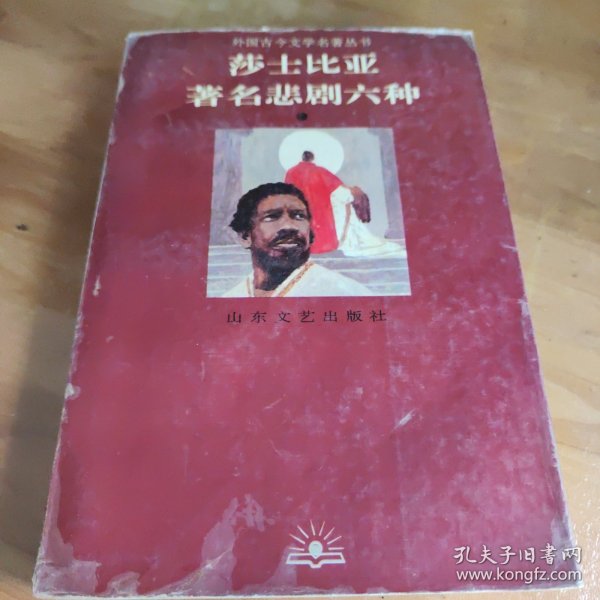 外国古今文学名著丛书
莎士比亚
著名悲剧六种
山东文艺出版社
孔夫子旧书网
www.kongfz.com